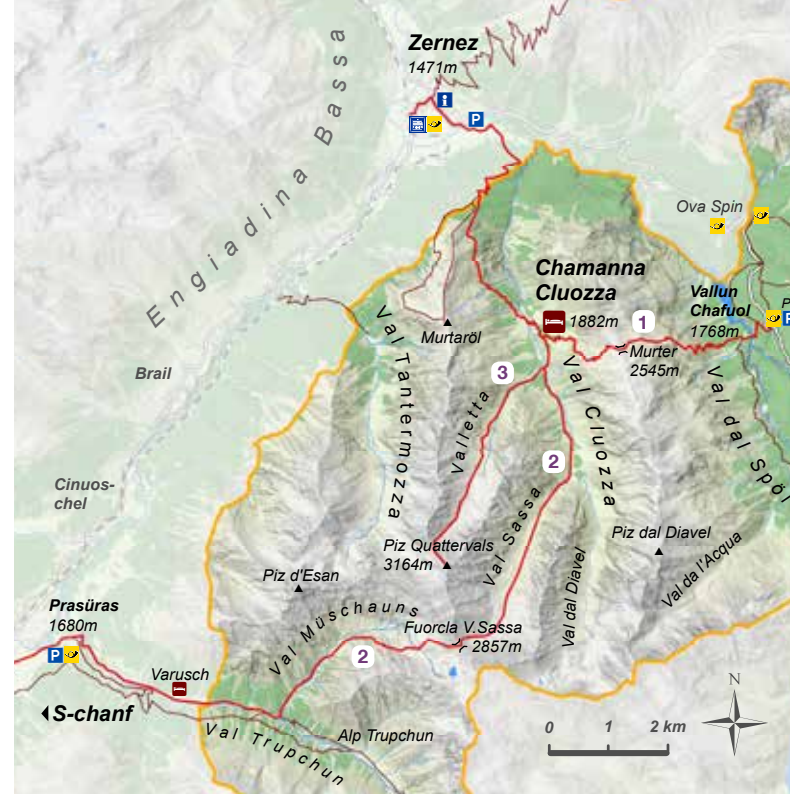 Zernez
1471m
Engiadina Bassa
i
P
Ova Spin
Chamanna
Cluozza
1882m
Vallun
Chafuol
1768m
P
P
1
Murter
2545m
Murtaröl
Val Tantermozza
3
Valletta
Val Cluozza
Val dal Spöl
Brail
2
Cinuos-
chel
Val Sassa
Piz Quattervals
3164m
Piz dal Diavel
Val da l'Acqua
Val dal Diavel
Piz d'Esan
Val Müschauns
Fuorcla V.Sassa
2857m
Prasüras
1680m
P
2
Varusch
S-chanf
Alp Trupchun
Val Trupchun
N
0 1 2 km